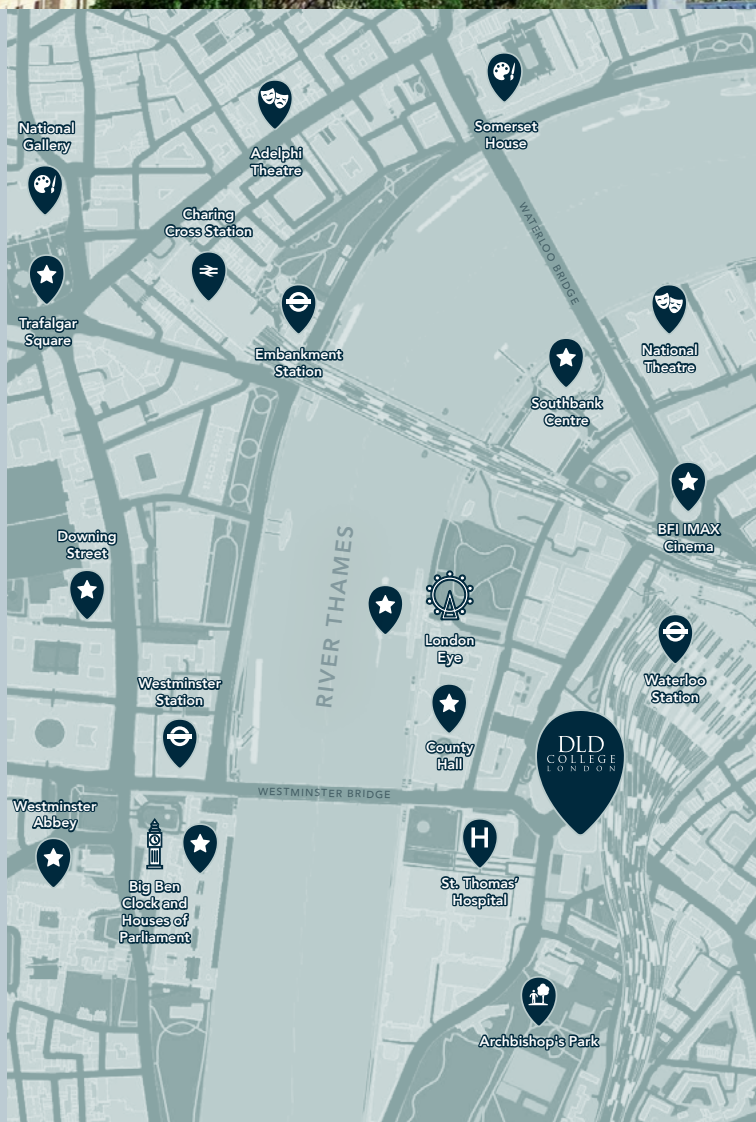 National
Gallery
Adelphi
Theatre
Somerset
House
Charing
Cross Station
WATERLOO BRIDGE
Trafalgar
Square
Embankment
Station
National
Theatre
Southbank
Centre
BFI IMAX
Cinema
Downing
Street
RIVER THAMES
London
Eye
Waterloo
Station
Westminster
Station
County
Hall
DLD
COLLEGE
LONDON
WESTMINSTER BRIDGE
Westminster
Abbey
H
St. Thomas'
Hospital
Big Ben
Clock and
Houses of
Parliament
Archbishop's Park